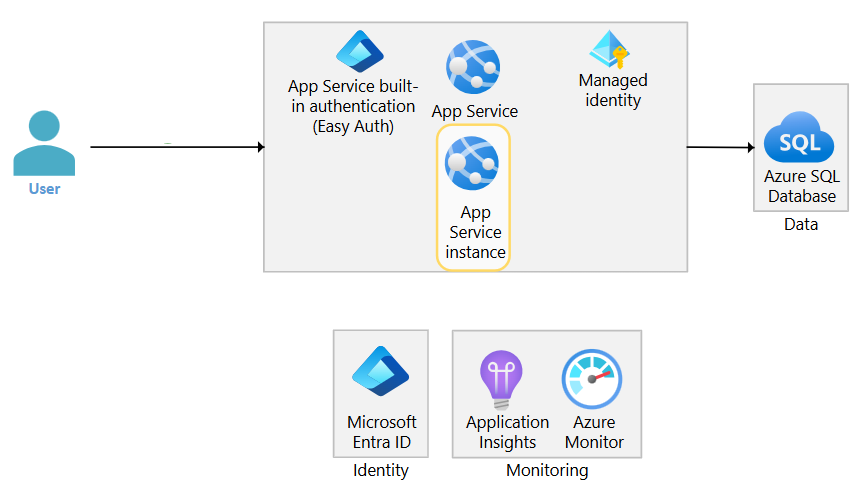 App Service built-
in authentication
(Easy Auth)
App Service
Managed
identity
User
App
Service
instance
SQL
Azure SQL
Database
Data
Microsoft
Entra ID
Identity
Application
Insights
Azure
Monitor
Monitoring